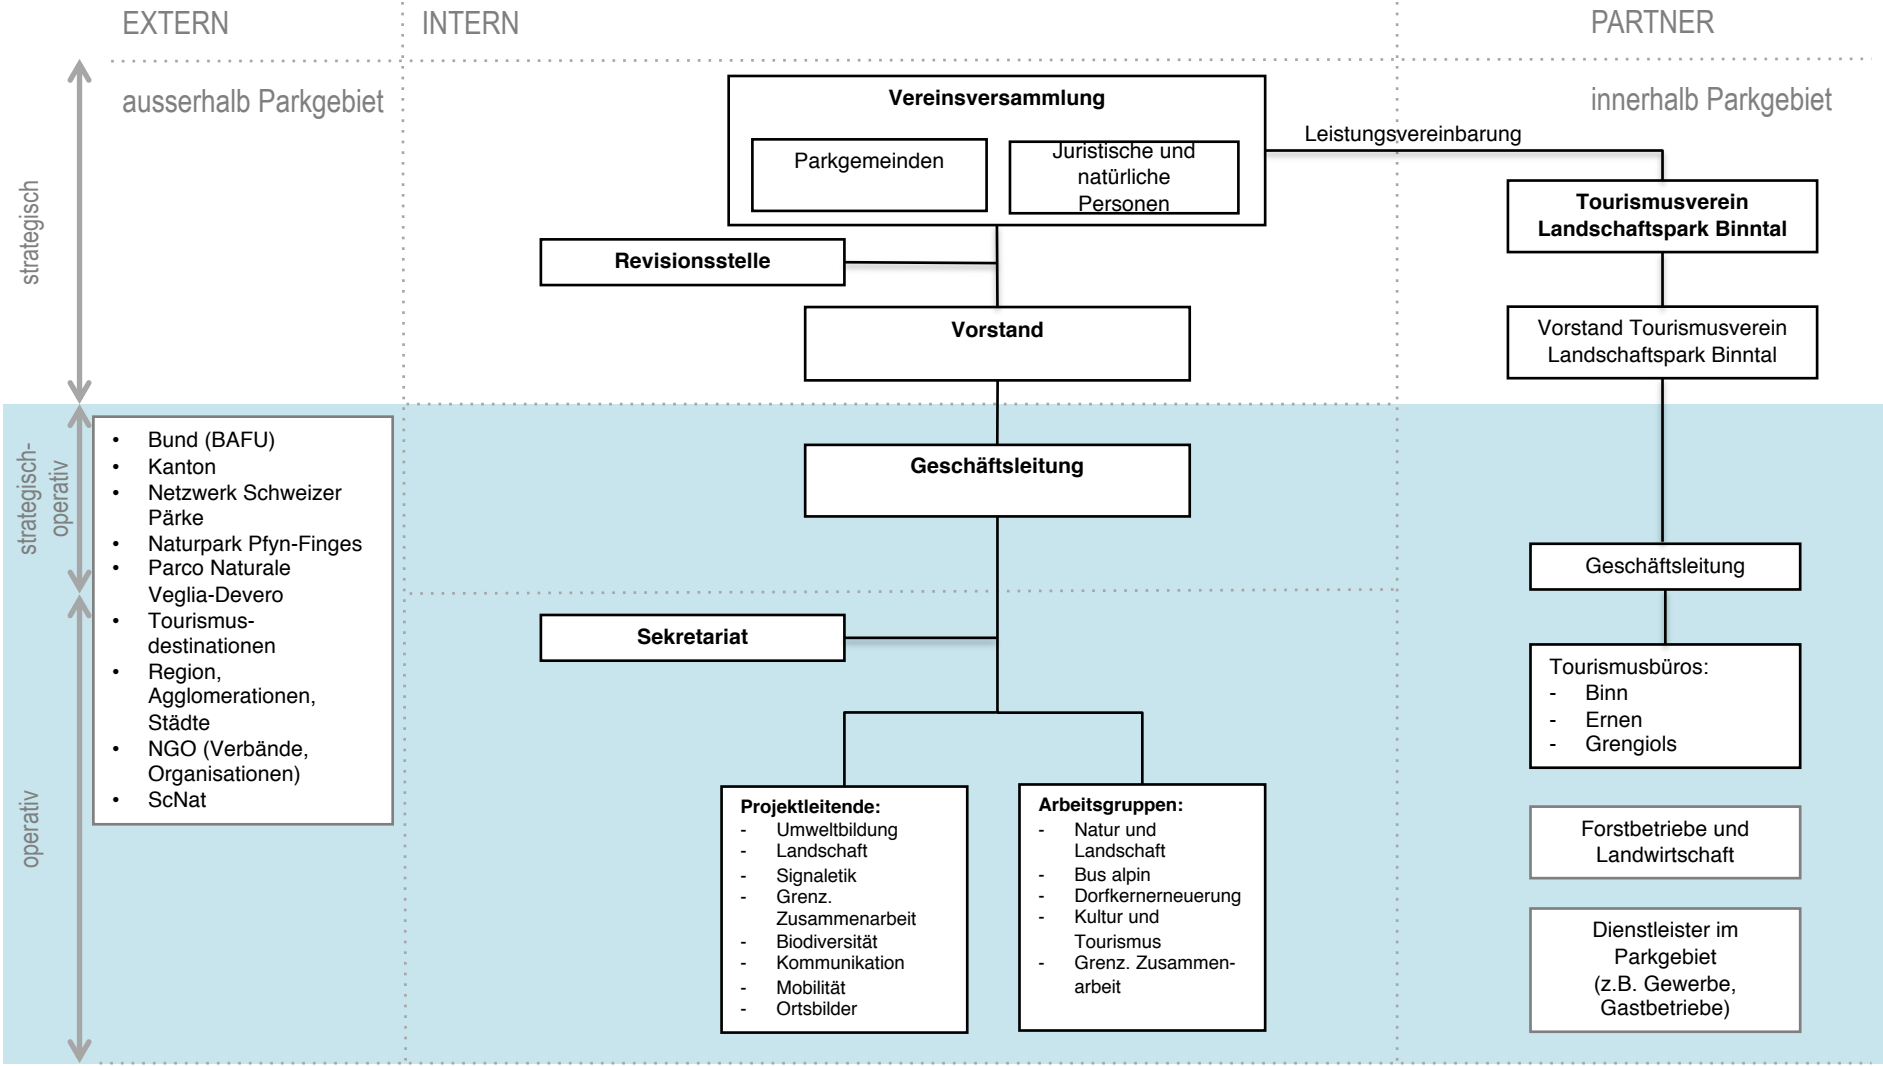 EXTERN
INTERN
PARTNER
ausserhalb Parkgebiet
innerhalb Parkgebiet
strategisch
Vereinsversammlung
Parkgemeinden
Juristische und
natürliche
Personen
Leistungsvereinbarung
Tourismusverein
Landschaftspark Binntal
Revisionsstelle
Vorstand
Vorstand Tourismusverein
Landschaftspark Binntal
strategisch-
operativ
Geschäftsleitung
Geschäftsleitung
operativ
• Bund (BAFU)
• Kanton
• Netzwerk Schweizer
Pärke
• Naturpark Pfyn-Finges
• Parco Naturale
Veglia-Devero
• Tourismus-
destinationen
• Region,
Agglomerationen,
Städte
• NGO (Verbände,
Organisationen)
• ScNat
Sekretariat
Projektleitende:
- Umweltbildung
- Landschaft
- Signaletik
- Grenz.
Zusammenarbeit
- Biodiversität
- Kommunikation
- Mobilität
- Ortsbilder
Arbeitsgruppen:
- Natur und
Landschaft
- Bus alpin
- Dorfkernerneuerung
- Kultur und
Tourismus
- Grenz. Zusammen-
arbeit
Tourismusbüros:
- Binn
- Ernen
- Grengiols
Forstbetriebe und
Landwirtschaft
Dienstleister im
Parkgebiet
(z.B. Gewerbe,
Gastbetriebe)